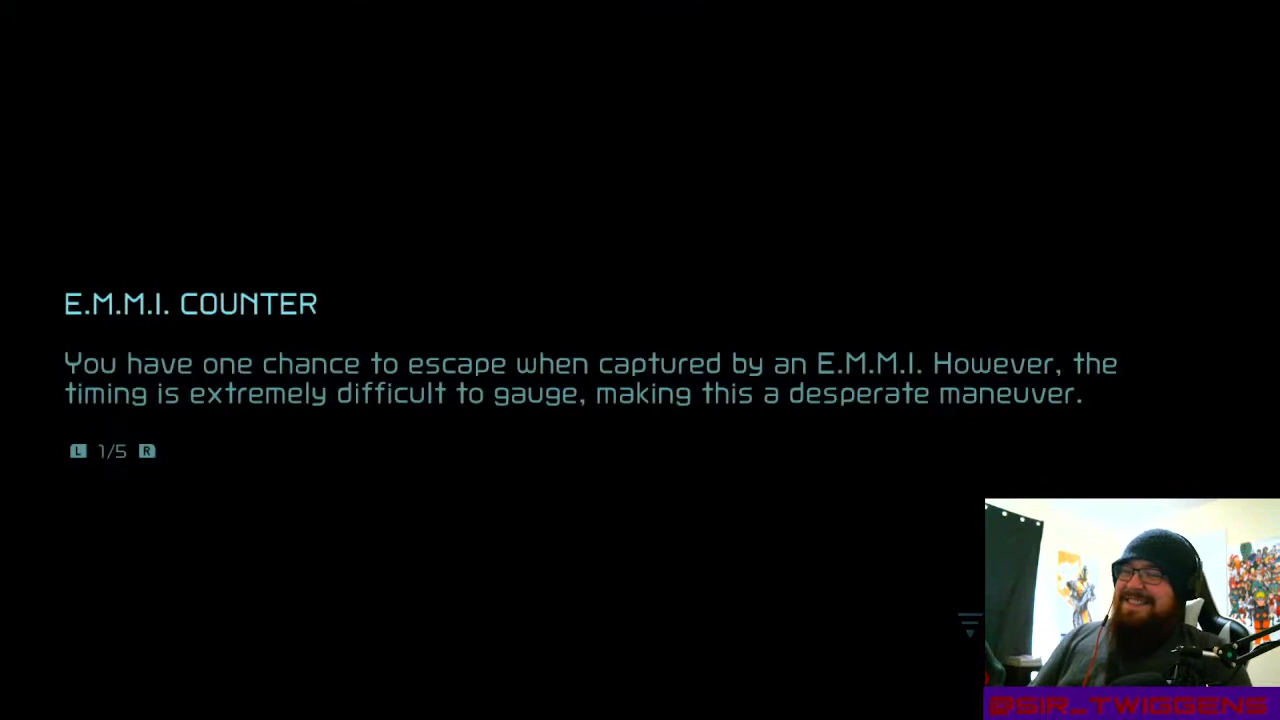 E.M.M.I. COUNTER
You have one chance to escape when captured by an E.M.M.I. However, the
timing is extremely difficult to gauge, making this a desperate maneuver.
L 1/5 R
@SIR_TWIGGENS